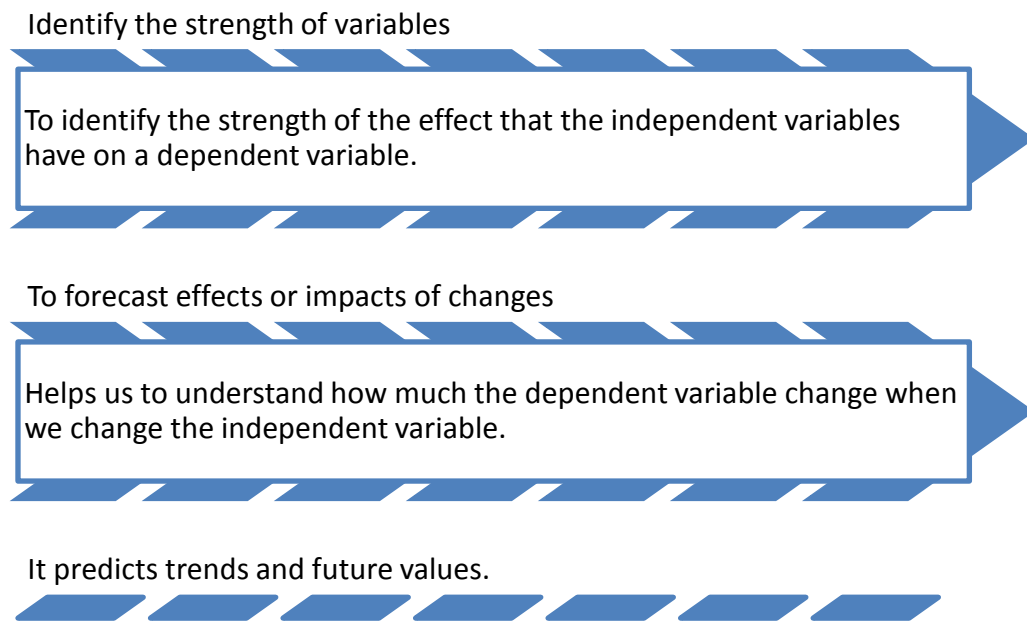 Identify the strength of variables
To identify the strength of the effect that the independent variables
have on a dependent variable.
To forecast effects or impacts of changes
Helps us to understand how much the dependent variable change when
we change the independent variable.
It predicts trends and future values.